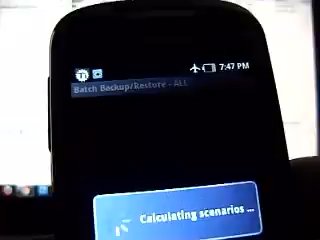 7:47 PM
Batch Backup/Restore - ALL
Calculating scenarios ...